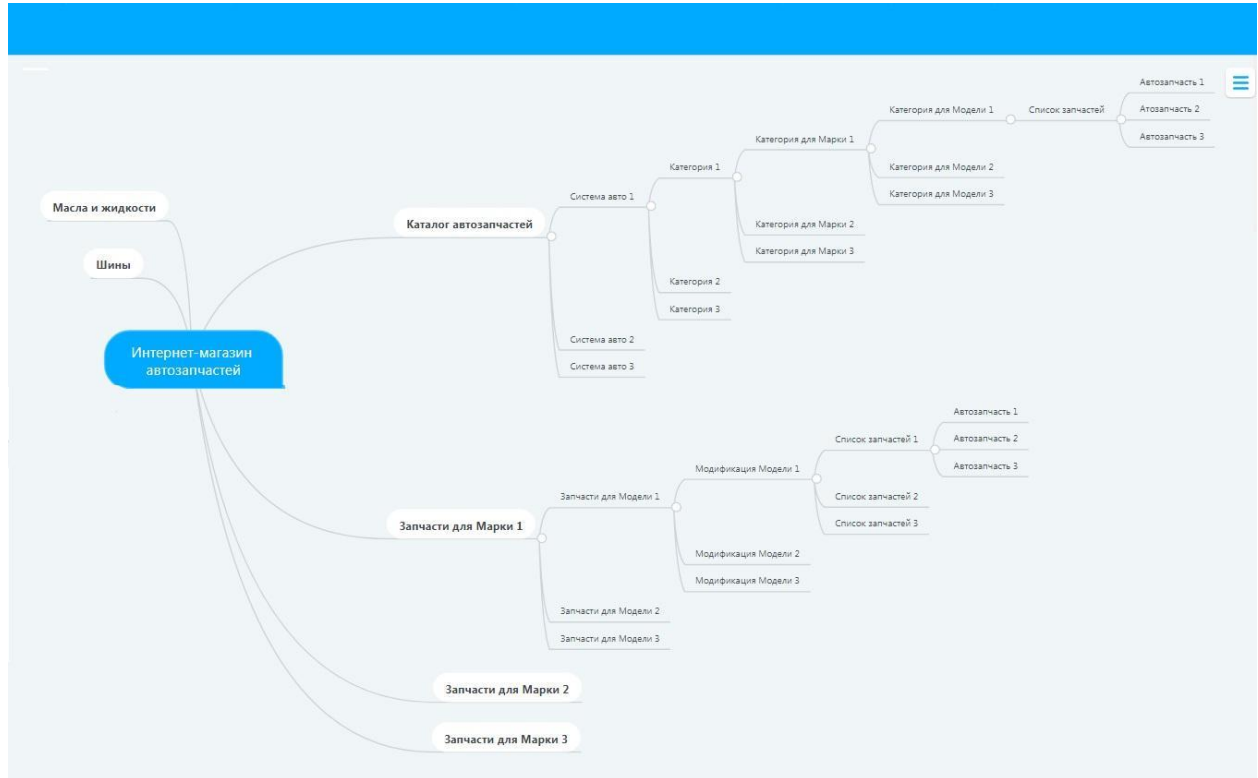 Масла и жидкости
Шины
Интернет-магазин
автозапчастей
Каталог автозапчастей
Система авто 1
Категория 1
Категория для Марки 1
Категория для Модели 1
Список запчастей
Автозапчасть 1
Атозапчасть 2
Автозапчасть 3
Категория для Модели 2
Категория для Модели 3
Категория для Марки 2
Категория для Марки 3
Категория 2
Категория 3
Система авто 2
Система авто 3
Запчасти для Марки 1
Запчасти для Модели 1
Модификация Модели 1
Список запчастей 1
Автозапчасть 1
Автозапчасть 2
Автозапчасть 3
Список запчастей 2
Список запчастей 3
Модификация Модели 2
Модификация Модели 3
Запчасти для Модели 2
Запчасти для Модели 3
Запчасти для Марки 2
Запчасти для Марки 3